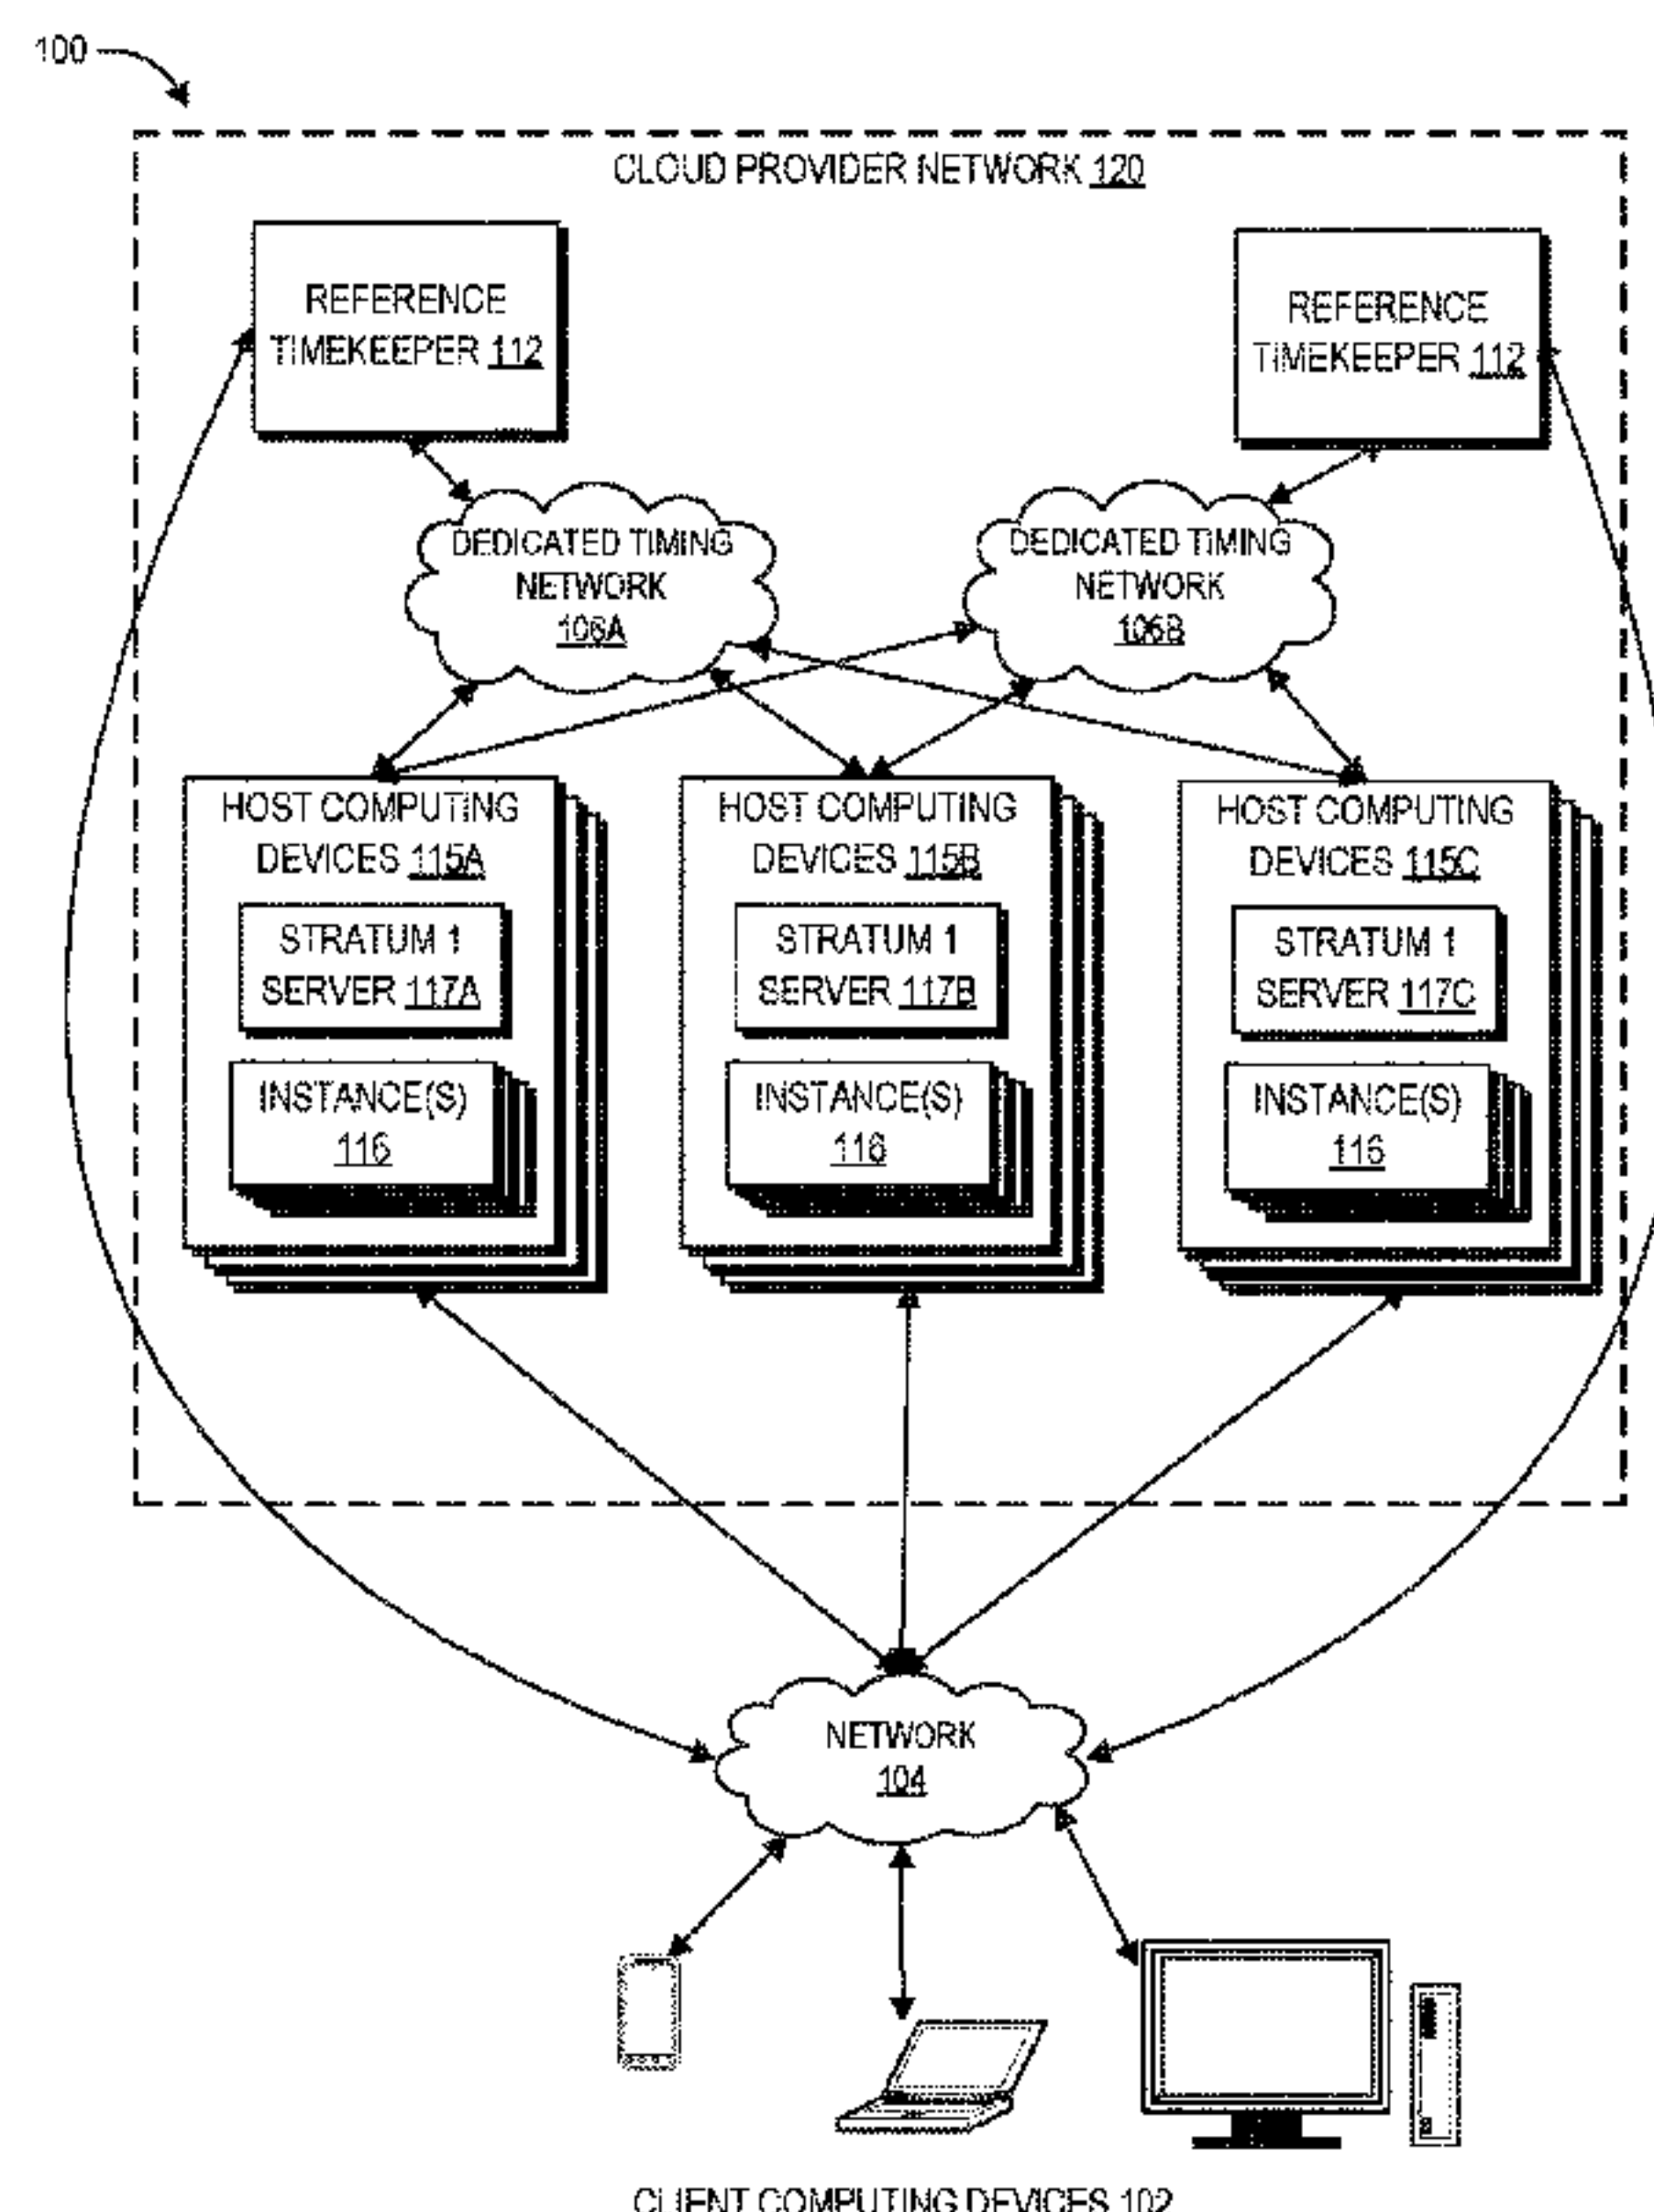 100
CLOUD PROVIDER NETWORK 120
REFERENCE
TIMEKEEPER 112
REFERENCE
TIMEKEEPER 112
DEDICATED TIMING
NETWORK
106A
DEDICATED TIMING
NETWORK
106B
HOST COMPUTING
DEVICES 115A
STRATUM 1
SERVER 117A
INSTANCE(S)
116
HOST COMPUTING
DEVICES 115B
STRATUM 1
SERVER 117B
INSTANCE(S)
116
HOST COMPUTING
DEVICES 115C
STRATUM 1
SERVER 117C
INSTANCE(S)
116
NETWORK
104
CLIENT COMPUTING DEVICES 102